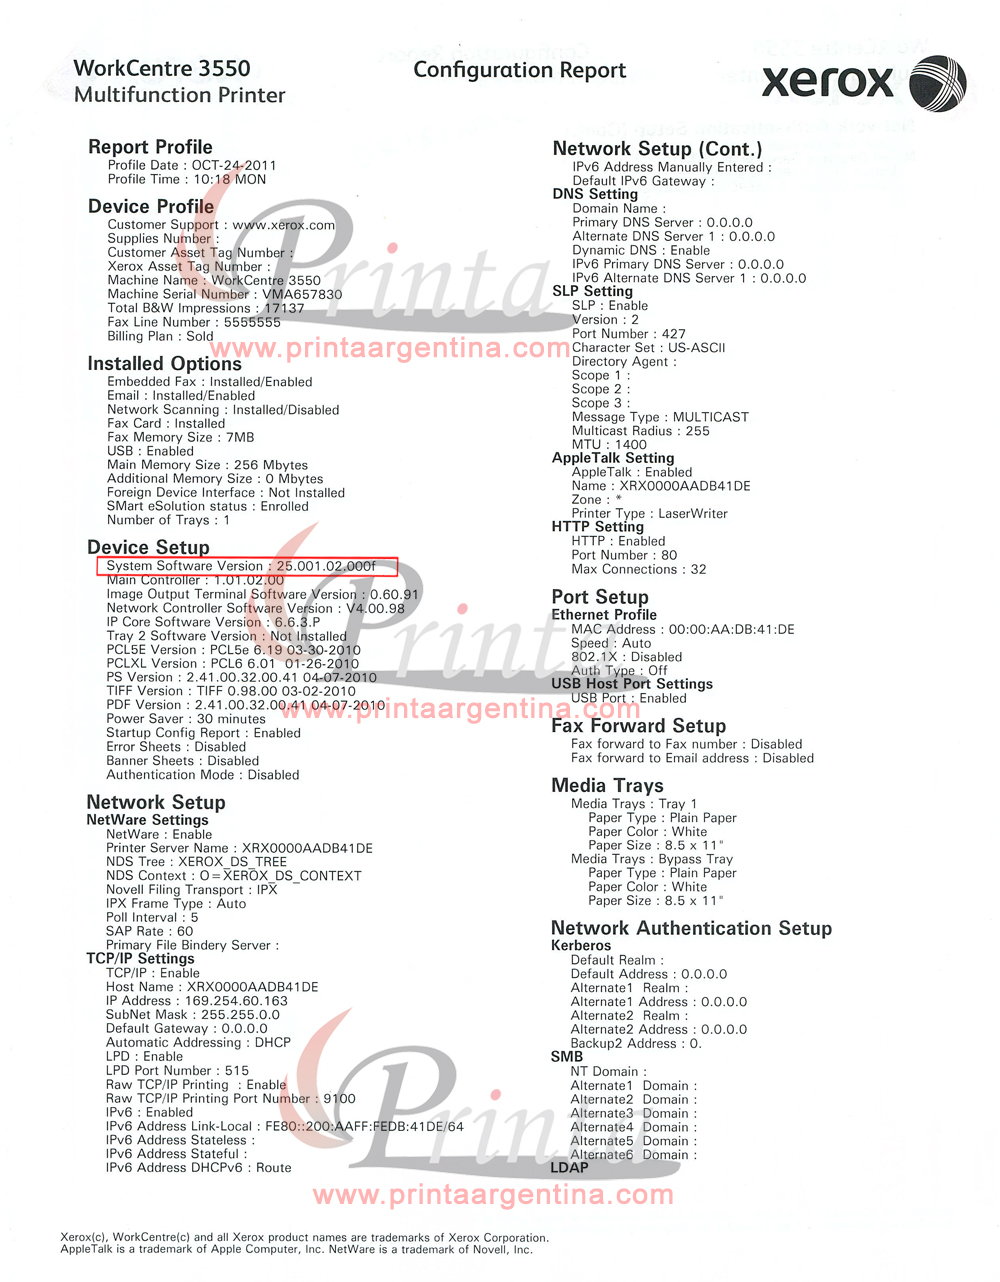 WorkCentre 3550
Multifunction Printer
Configuration Report
xerox
Report Profile
Profile Date : OCT-24-2011
Profile Time : 10:18 MON
Device Profile
Customer Support : www.xerox.com
Supplies Number :
Customer Asset Tag Number :
Xerox Asset Tag Number :
Machine Name : WorkCentre 3550
Machine Serial Number : VMA657830
Total B&W Impressions : 17137
Fax Line Number : 5555555
Billing Plan : Sold
Installed Options
Embedded Fax : Installed/Enabled
Email : Installed/Enabled
Network Scanning : Installed/Disabled
Fax Card : Installed
Fax Memory Size : 7MB
USB : Enabled
Main Memory Size : 256 Mbytes
Additional Memory Size : 0 Mbytes
Foreign Device Interface : Not Installed
SMart eSolution status : Enrolled
Number of Trays : 1
Device Setup
System Software Version : 25.001.02.000f
Main Controller : 1.01.02.00
Image Output Terminal Software Version : 0.60.91
Network Controller Software Version : V4.00.98
IP Core Software Version : 6.6.3.P
Tray 2 Software Version : Not Installed
PCL5E Version : PCL5e 6.19 03-30-2010
PCLXL Version : PCL6 6.01 01-26-2010
PS Version : 2.41.00.32.00.41 04-07-2010
TIFF Version : TIFF 0.98.00 03-02-2010
PDF Version : 2.41.00.32.00.41 04-07-2010
Power Saver : 30 minutes
Startup Config Report : Enabled
Error Sheets : Disabled
Banner Sheets : Disabled
Authentication Mode : Disabled
Network Setup
NetWare Settings
NetWare : Enable
Printer Server Name : XRX0000AADB41DE
NDS Tree : XEROX_DS_TREE
NDS Context : O=XEROX_DS_CONTEXT
Novell Filing Transport : IPX
IPX Frame Type : Auto
Poll Interval : 5
SAP Rate : 60
Primary File Bindery Server :
TCP/IP Settings
TCP/IP : Enable
Host Name : XRX0000AADB41DE
IP Address : 169.254.60.163
SubNet Mask : 255.255.0.0
Default Gateway : 0.0.0.0
Automatic Addressing : DHCP
LPD : Enable
LPD Port Number : 515
Raw TCP/IP Printing : Enable
Raw TCP/IP Printing Port Number : 9100
IPv6 : Enabled
IPv6 Address Link-Local : FE80::200:AAFF:FEDB:41DE/64
IPv6 Address Stateless :
IPv6 Address Stateful :
IPv6 Address DHCPv6 : Route
Network Setup (Cont.)
IPv6 Address Manually Entered :
Default IPv6 Gateway :
DNS Setting
Domain Name :
Primary DNS Server : 0.0.0.0
Alternate DNS Server 1 : 0.0.0.0
Dynamic DNS : Enable
IPv6 Primary DNS Server : 0.0.0.0
IPv6 Alternate DNS Server 1 : 0.0.0.0
SLP Setting
SLP : Enable
Version : 2
Port Number : 427
Character Set : US-ASCII
Directory Agent :
Scope 1 :
Scope 2 :
Scope 3 :
Message Type : MULTICAST
Multicast Radius : 255
MTU : 1400
AppleTalk Setting
AppleTalk : Enabled
Name : XRX0000AADB41DE
Zone : *
Printer Type : LaserWriter
HTTP Setting
HTTP : Enabled
Port Number : 80
Max Connections : 32
Port Setup
Ethernet Profile
MAC Address : 00:00:AA:DB:41:DE
Speed : Auto
802.1X : Disabled
Auth Type : Off
USB Host Port Settings
USB Port : Enabled
Fax Forward Setup
Fax forward to Fax number : Disabled
Fax forward to Email address : Disabled
Media Trays
Media Trays : Tray 1
Paper Type : Plain Paper
Paper Color : White
Paper Size : 8.5 x 11"
Media Trays : Bypass Tray
Paper Type : Plain Paper
Paper Color : White
Paper Size : 8.5 x 11"
Network Authentication Setup
Kerberos
Default Realm :
Default Address : 0.0.0.0
Alternate1 Realm :
Alternate1 Address : 0.0.0.0
Alternate2 Realm :
Alternate2 Address : 0.0.0.0
Backup2 Address : 0.
SMB
NT Domain :
Alternate1 Domain :
Alternate2 Domain :
Alternate3 Domain :
Alternate4 Domain :
Alternate5 Domain :
Alternate6 Domain :
LDAP
Printa
www.printaargentina.com
Printa
www.printaargentina.com
Printa
www.printaargentina.com
Xerox(c), WorkCentre(c) and all Xerox product names are trademarks of Xerox Corporation.
AppleTalk is a trademark of Apple Computer, Inc. NetWare is a trademark of Novell, Inc.